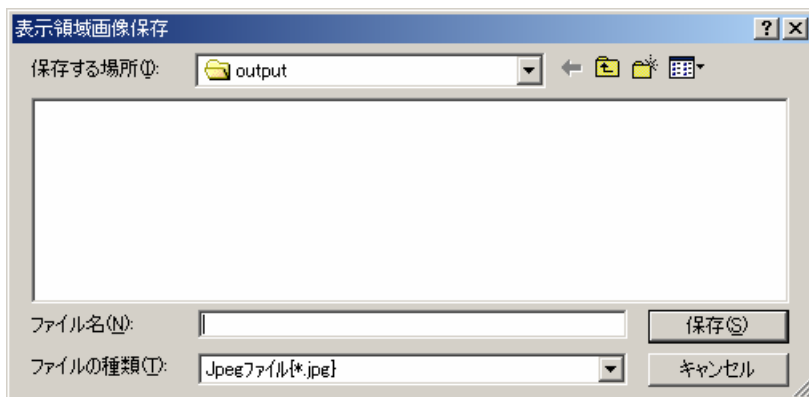 表示領域画像保存
保存する場所(I):
output
ファイル名(N):
保存(S)
ファイルの種類(T):
Jpegファイル{*.jpg}
キャンセル